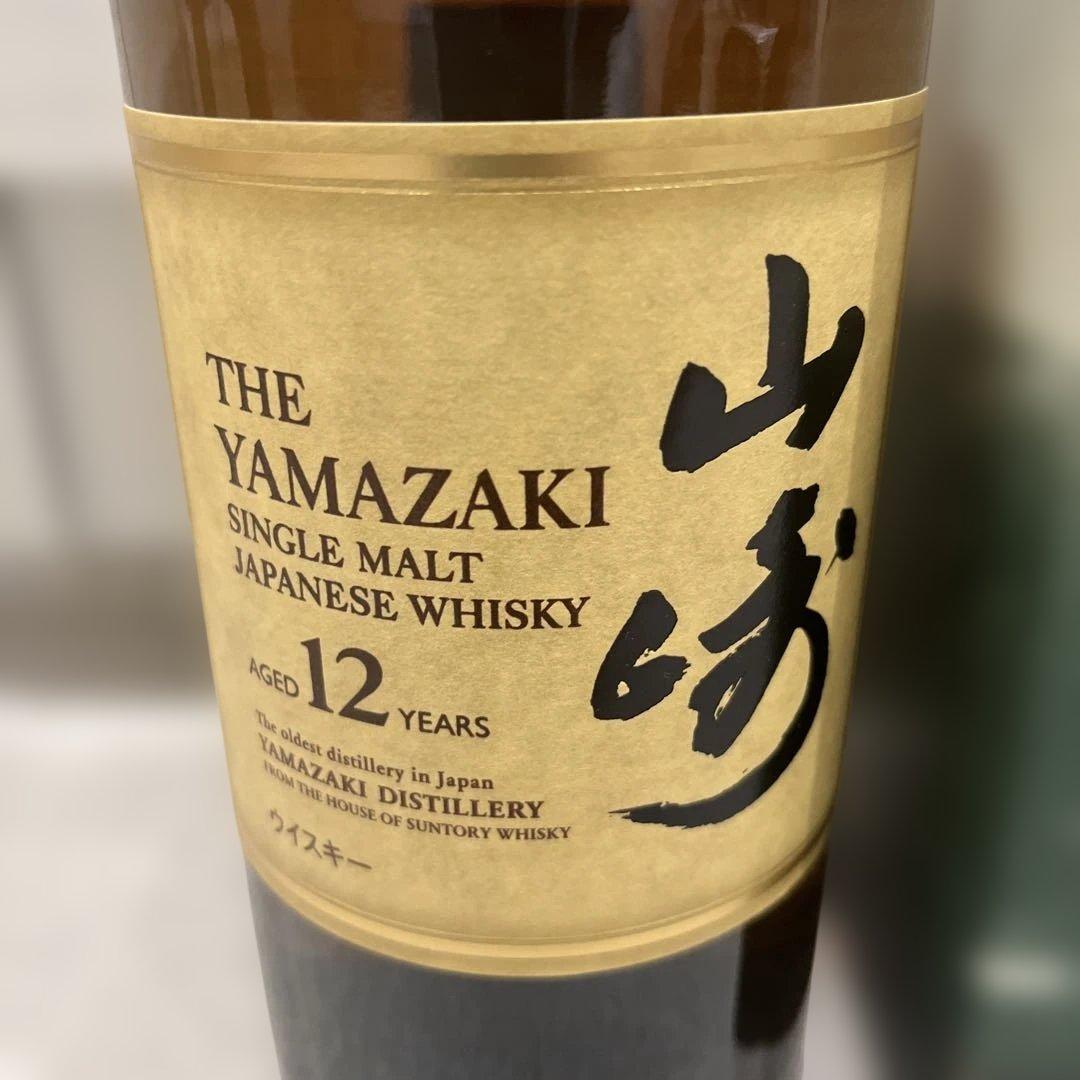 THE
YAMAZAKI
SINGLE MALT
JAPANESE WHISKY
AGED 12 YEARS
The oldest distillery in Japan
YAMAZAKI DISTILLERY
FROM THE HOUSE OF SUNTORY WHISKY
ウイスキー
山崎